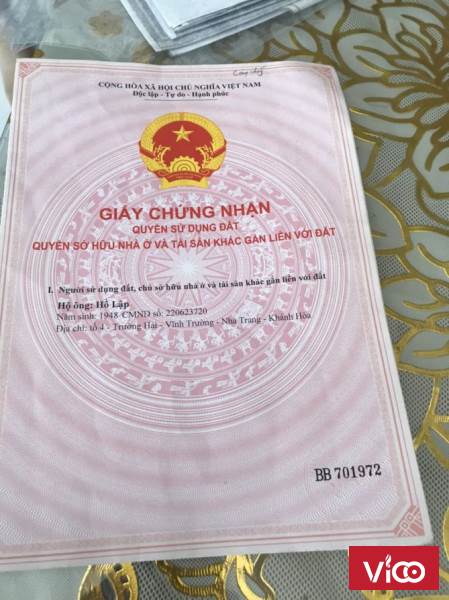 CỘNG HÒA XÃ HỘI CHỦ NGHĨA VIỆT NAM
Độc lập - Tự do - Hạnh phúc
GIẤY CHỨNG NHẬN
QUYỀN SỬ DỤNG ĐẤT
QUYỀN SỞ HỮU NHÀ Ở VÀ TÀI SẢN KHÁC GẮN LIỀN VỚI ĐẤT
I. Người sử dụng đất, chủ sở hữu nhà ở và tài sản khác gắn liền với đất
Hộ ông: Hồ Lập
Năm sinh: 1948 CMND số: 220623720
Địa chỉ: tổ 4 - Trường Hải - Vĩnh Trường - Nha Trang - Khánh Hòa
BB 701972
VICO